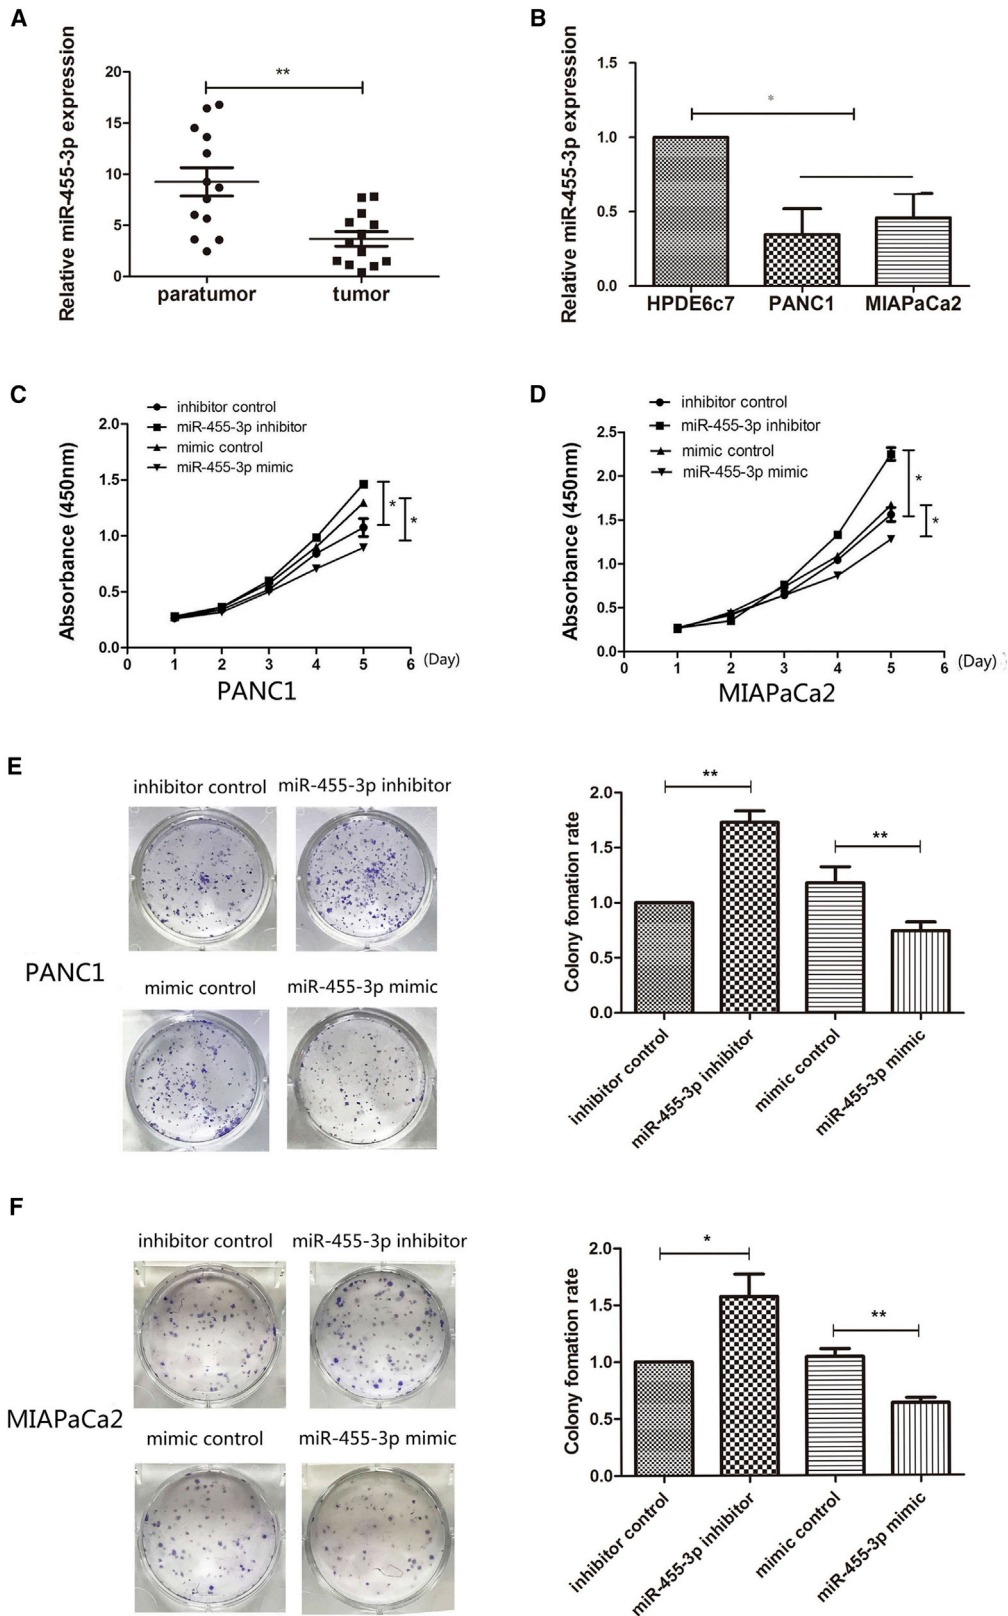 A
Relative miR-455-3p expression
20
15
10
5
0
**
paratumor
tumor
B
Relative miR-455-3p expression
1.5
1.0
0.5
0.0
*
HPDE6c7
PANC1
MIAPaCa2
C
inhibitor control
miR-455-3p inhibitor
mimic control
miR-455-3p mimic
Absorbance (450nm)
2.0
1.5
1.0
0.5
0.0
*
*
0 1 2 3 4 5 6 (Day)
PANC1
D
inhibitor control
miR-455-3p inhibitor
mimic control
miR-455-3p mimic
Absorbance (450nm)
2.5
2.0
1.5
1.0
0.5
0.0
*
*
0 1 2 3 4 5 6 (Day)
MIAPaCa2
E
inhibitor control
miR-455-3p inhibitor
PANC1
mimic control
miR-455-3p mimic
Colony fomation rate
2.0
1.5
1.0
0.5
0.0
**
**
inhibitor control
miR-455-3p inhibitor
mimic control
miR-455-3p mimic
F
inhibitor control
miR-455-3p inhibitor
MIAPaCa2
mimic control
miR-455-3p mimic
Colony fomation rate
2.0
1.5
1.0
0.5
0.0
*
**
inhibitor control
miR-455-3p inhibitor
mimic control
miR-455-3p mimic